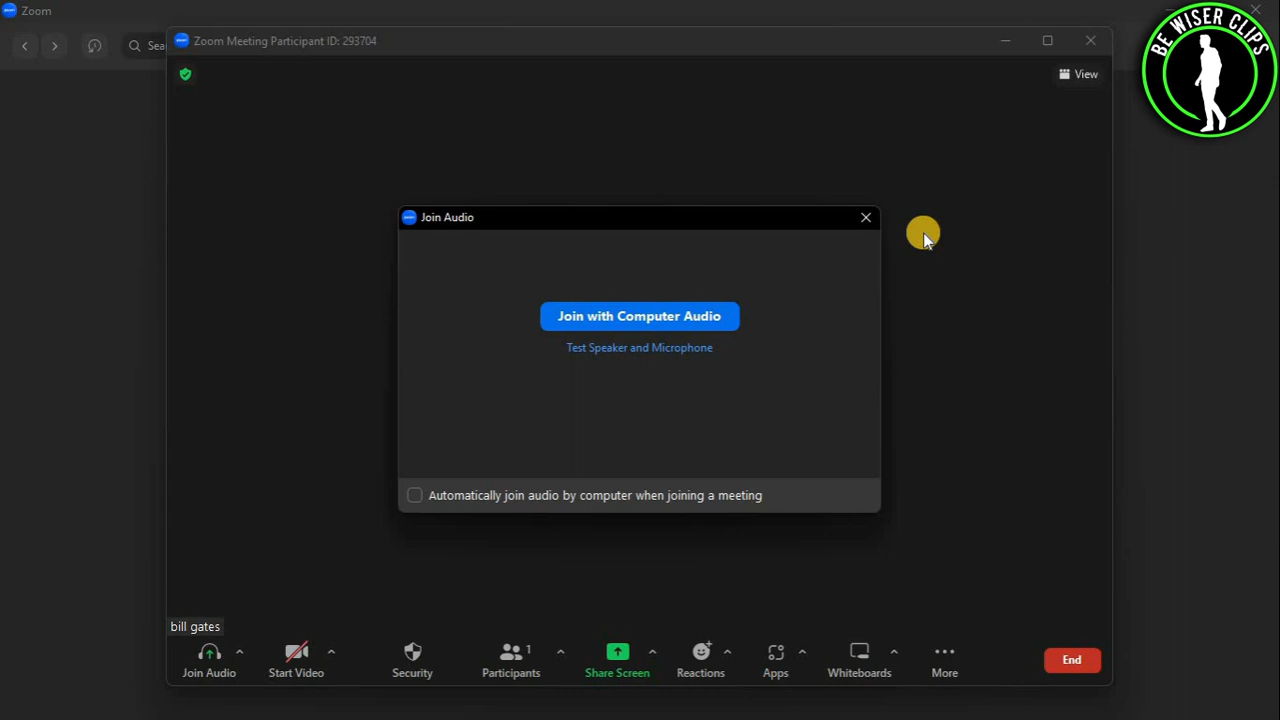 Zoom
Sea
Zoom Meeting Participant ID: 293704
BE WISER CLIPS
View
Join Audio
Join with Computer Audio
Test Speaker and Microphone
Automatically join audio by computer when joining a meeting
bill gates
1
Join Audio Start Video Security Participants Share Screen Reactions Apps Whiteboards More End